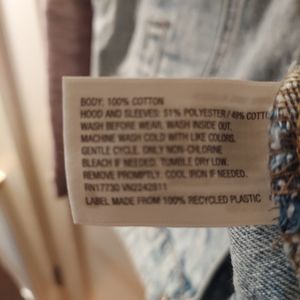 BODY: 100% COTTON
HOOD AND SLEEVES: 51% POLYESTER / 49% COTTO
WASH BEFORE WEAR, WASH INSIDE OUT,
MACHINE WASH COLD WITH LIKE COLORS,
GENTLE CYCLE. ONLY NON-CHLORINE
BLEACH IF NEEDED. TUMBLE DRY LOW.
REMOVE PROMPTLY. COOL IRON IF NEEDED.
RN17730 VN2242811
LABEL MADE FROM 100% RECYCLED PLASTIC